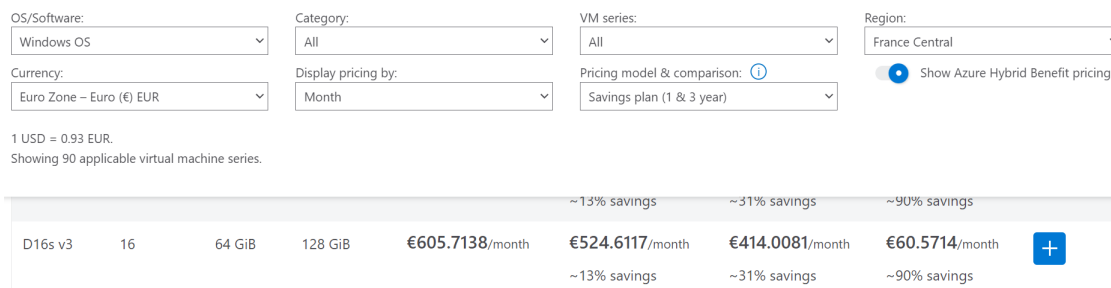 OS/Software: Category: VM series: Region:
Windows OS All All France Central
Currency: Display pricing by: Pricing model & comparison: Show Azure Hybrid Benefit pricing
Euro Zone – Euro (€) EUR Month Savings plan (1 & 3 year)
1 USD = 0.93 EUR.
Showing 90 applicable virtual machine series.
~13% savings ~31% savings ~90% savings
D16s v3 16 64 GiB 128 GiB €605.7138/month €524.6117/month €414.0081/month €60.5714/month
~13% savings ~31% savings ~90% savings